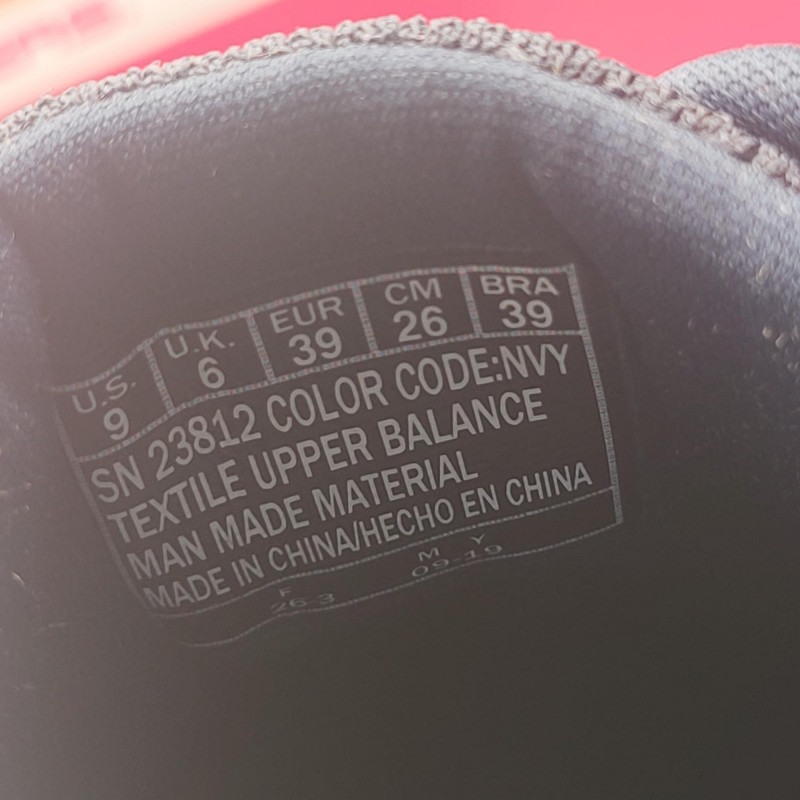 U.S. U.K. EUR CM BRA
9 6 39 26 39
SN 23812 COLOR CODE:NVY
TEXTILE UPPER BALANCE
MAN MADE MATERIAL
MADE IN CHINA/HECHO EN CHINA
F M Y
26-3 09-19